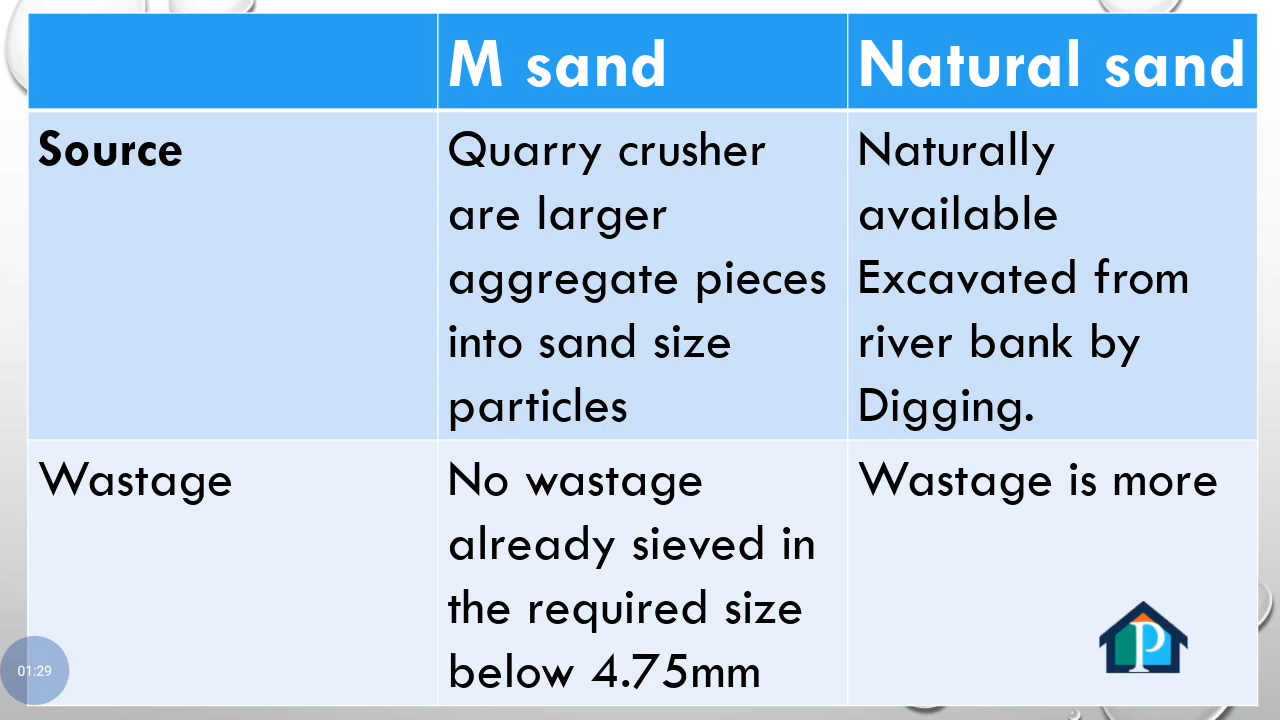 M sand
Natural sand
Source
Quarry crusher
are larger
aggregate pieces
into sand size
particles
Naturally
available
Excavated from
river bank by
Digging.
Wastage
No wastage
already sieved in
the required size
below 4.75mm
Wastage is more
P
01:29